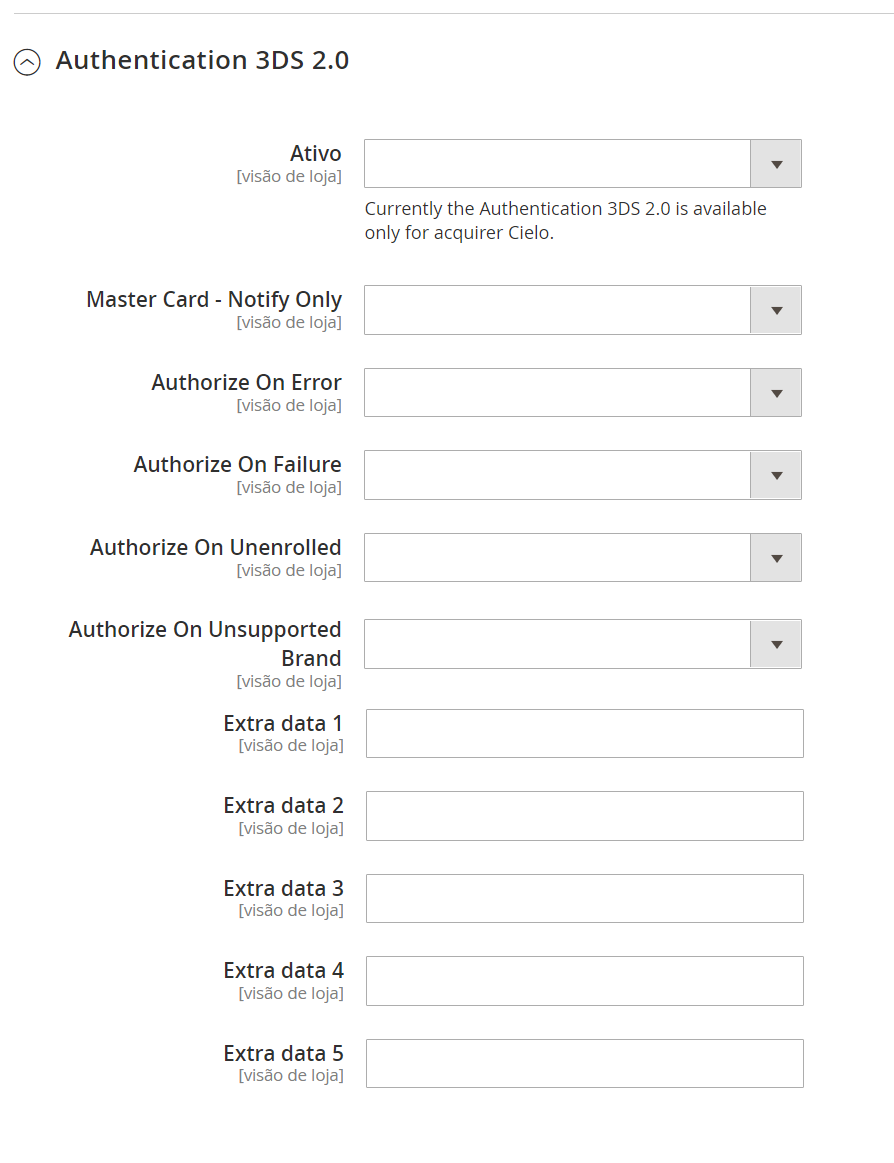 Authentication 3DS 2.0
Ativo
[visão de loja]
Currently the Authentication 3DS 2.0 is available
only for acquirer Cielo.
Master Card - Notify Only
[visão de loja]
Authorize On Error
[visão de loja]
Authorize On Failure
[visão de loja]
Authorize On Unenrolled
[visão de loja]
Authorize On Unsupported
Brand
[visão de loja]
Extra data 1
[visão de loja]
Extra data 2
[visão de loja]
Extra data 3
[visão de loja]
Extra data 4
[visão de loja]
Extra data 5
[visão de loja]